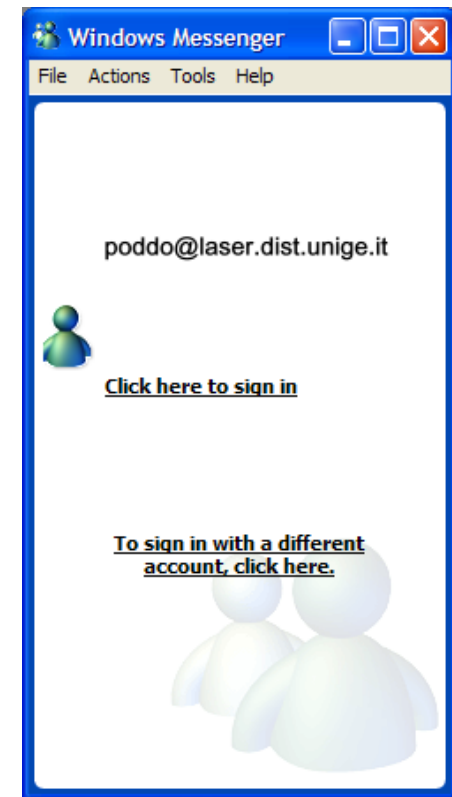 Windows Messenger
File Actions Tools Help
poddo@laser.dist.unige.it
Click here to sign in
To sign in with a different
account, click here.